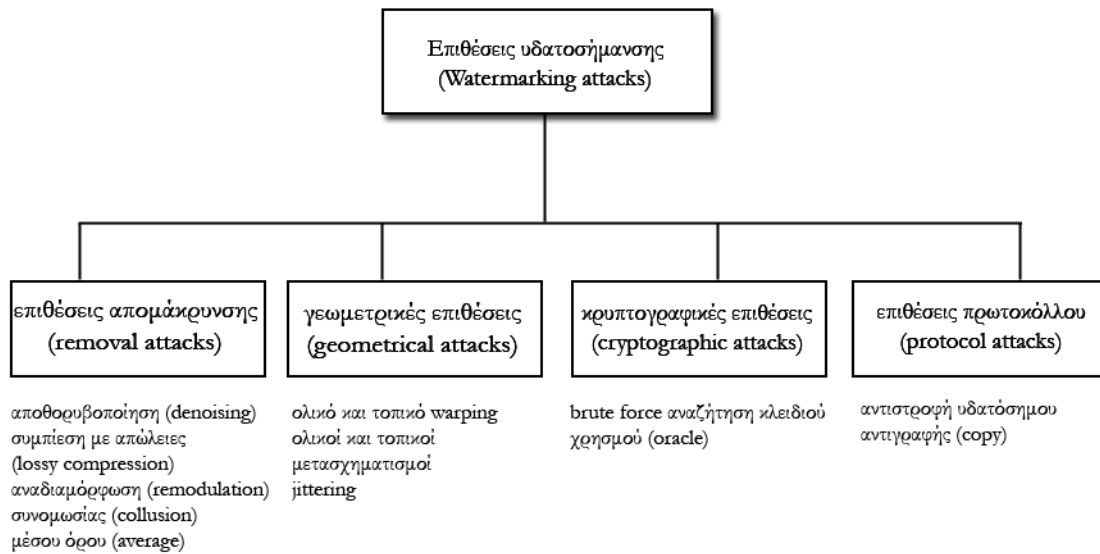 Επιθέσεις υδατοσήμανσης
(Watermarking attacks)
επιθέσεις απομάκρυνσης
(removal attacks)
γεωμετρικές επιθέσεις
(geometrical attacks)
κρυπτογραφικές επιθέσεις
(cryptographic attacks)
επιθέσεις πρωτοκόλλου
(protocol attacks)
αποθορυβοποίηση (denoising)
συμπίεση με απώλειες
(lossy compression)
αναδιαμόρφωση (remodulation)
συνομωσίας (collusion)
μέσου όρου (average)
ολικό και τοπικό warping
ολικοί και τοπικοί
μετασχηματισμοί
jittering
brute force αναζήτηση κλειδιού
χρησμού (oracle)
αντιστροφή υδατόσημου
αντιγραφής (copy)